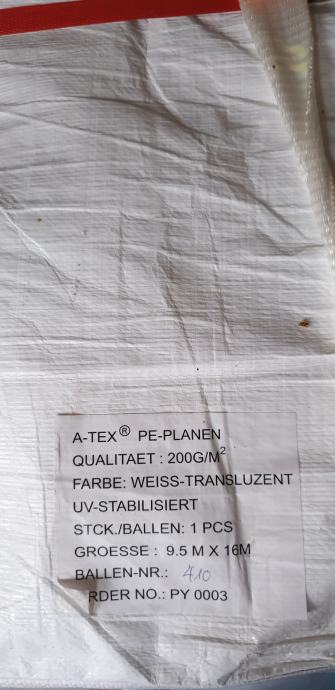 A-TEX® PE-PLANEN
QUALITAET : 200G/M²
FARBE: WEISS-TRANSLUZENT
UV-STABILISIERT
STCK./BALLEN: 1 PCS
GROESSE : 9.5 M X 16M
BALLEN-NR.: 410
RDER NO.: PY 0003